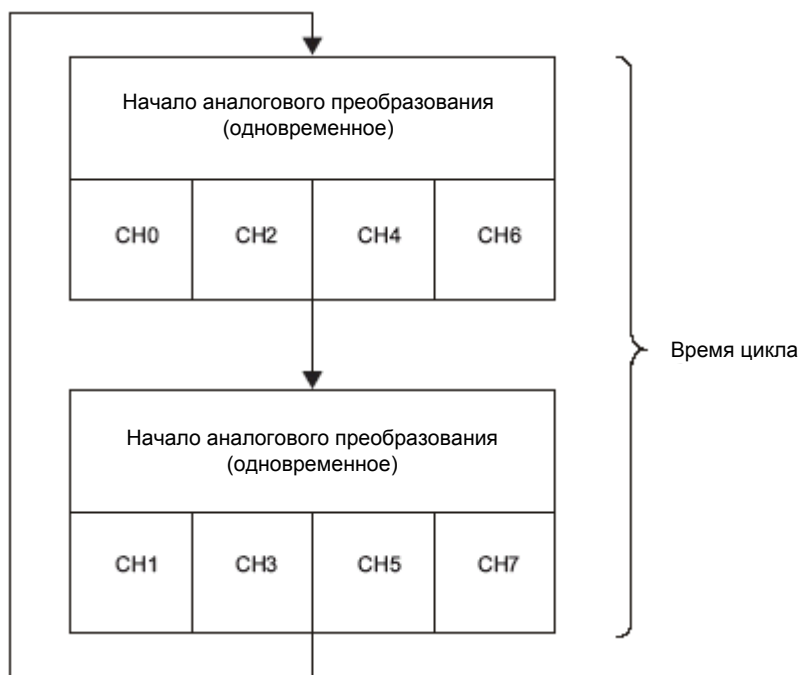 Начало аналогового преобразования
(одновременное)
CH0 CH2 CH4 CH6
Время цикла
Начало аналогового преобразования
(одновременное)
CH1 CH3 CH5 CH7